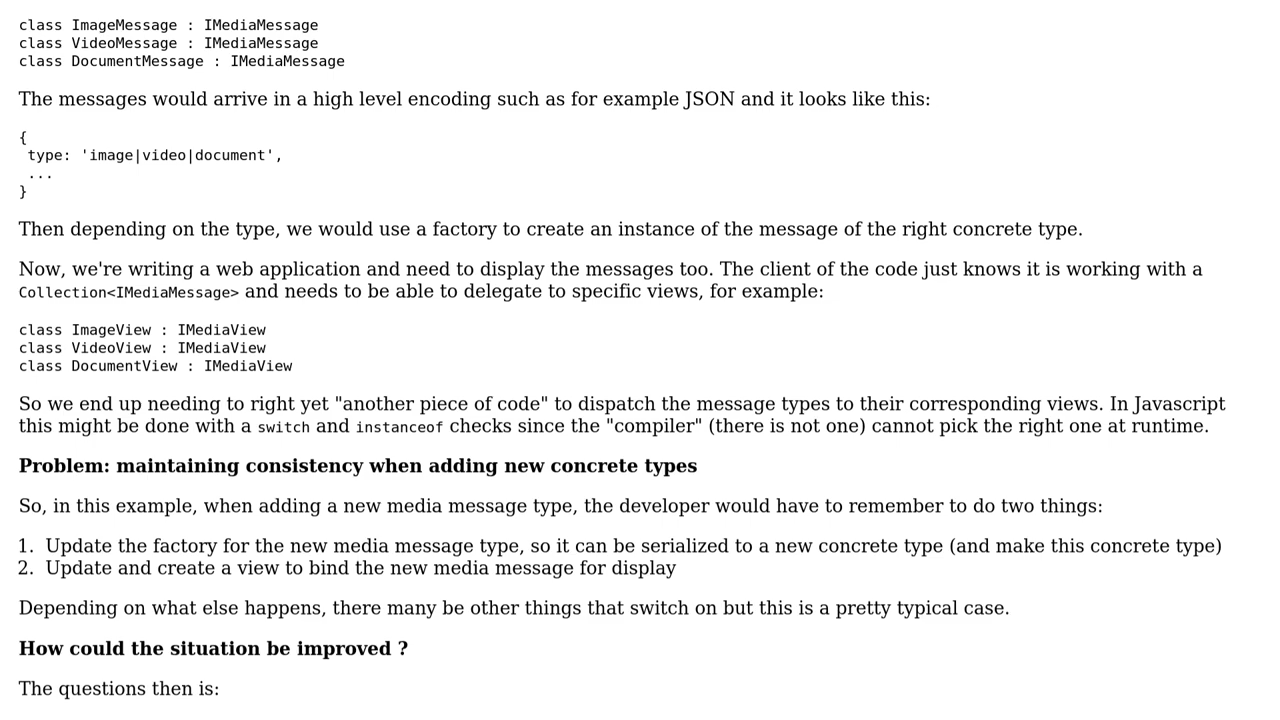 class ImageMessage : IMediaMessage
class VideoMessage : IMediaMessage
class DocumentMessage : IMediaMessage
The messages would arrive in a high level encoding such as for example JSON and it looks like this:
{
 type: 'image|video|document',
 ...
}
Then depending on the type, we would use a factory to create an instance of the message of the right concrete type.
Now, we're writing a web application and need to display the messages too. The client of the code just knows it is working with a
Collection<IMediaMessage> and needs to be able to delegate to specific views, for example:
class ImageView : IMediaView
class VideoView : IMediaView
class DocumentView : IMediaView
So we end up needing to right yet "another piece of code" to dispatch the message types to their corresponding views. In Javascript
this might be done with a switch and instanceof checks since the "compiler" (there is not one) cannot pick the right one at runtime.
Problem: maintaining consistency when adding new concrete types
So, in this example, when adding a new media message type, the developer would have to remember to do two things:
1. Update the factory for the new media message type, so it can be serialized to a new concrete type (and make this concrete type)
2. Update and create a view to bind the new media message for display
Depending on what else happens, there many be other things that switch on but this is a pretty typical case.
How could the situation be improved ?
The questions then is: